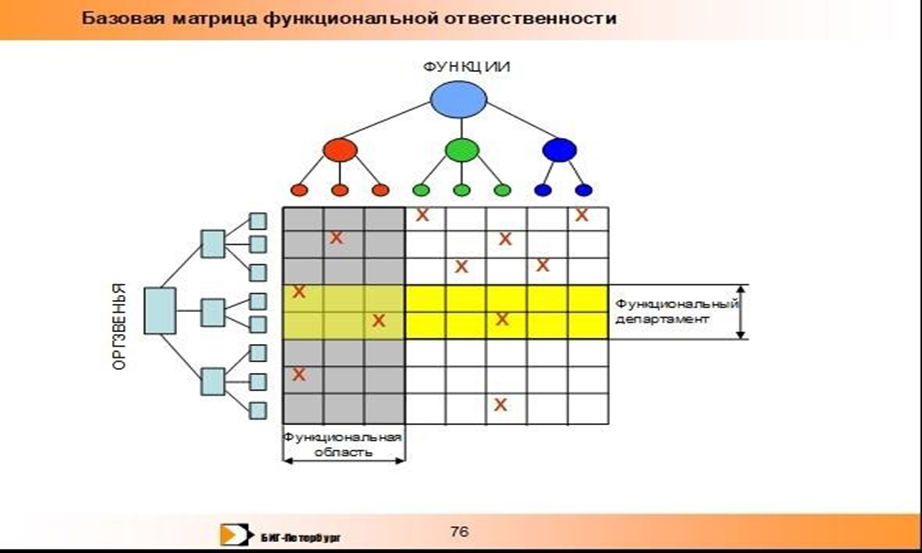 Базовая матрица функциональной ответственности
ФУНКЦИИ
ОРГЗВЕНЬЯ
X X
X X
X X
X
X X
X
X
Функциональный
департамент
Функциональная
область
БИГ-Петербург
76